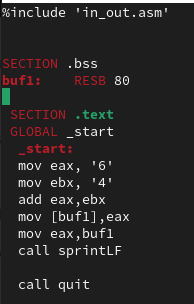 %include 'in_out.asm'
SECTION .bss
buf1: RESB 80
SECTION .text
GLOBAL _start
_start:
mov eax, '6'
mov ebx, '4'
add eax,ebx
mov [buf1],eax
mov eax,buf1
call sprintLF
call quit